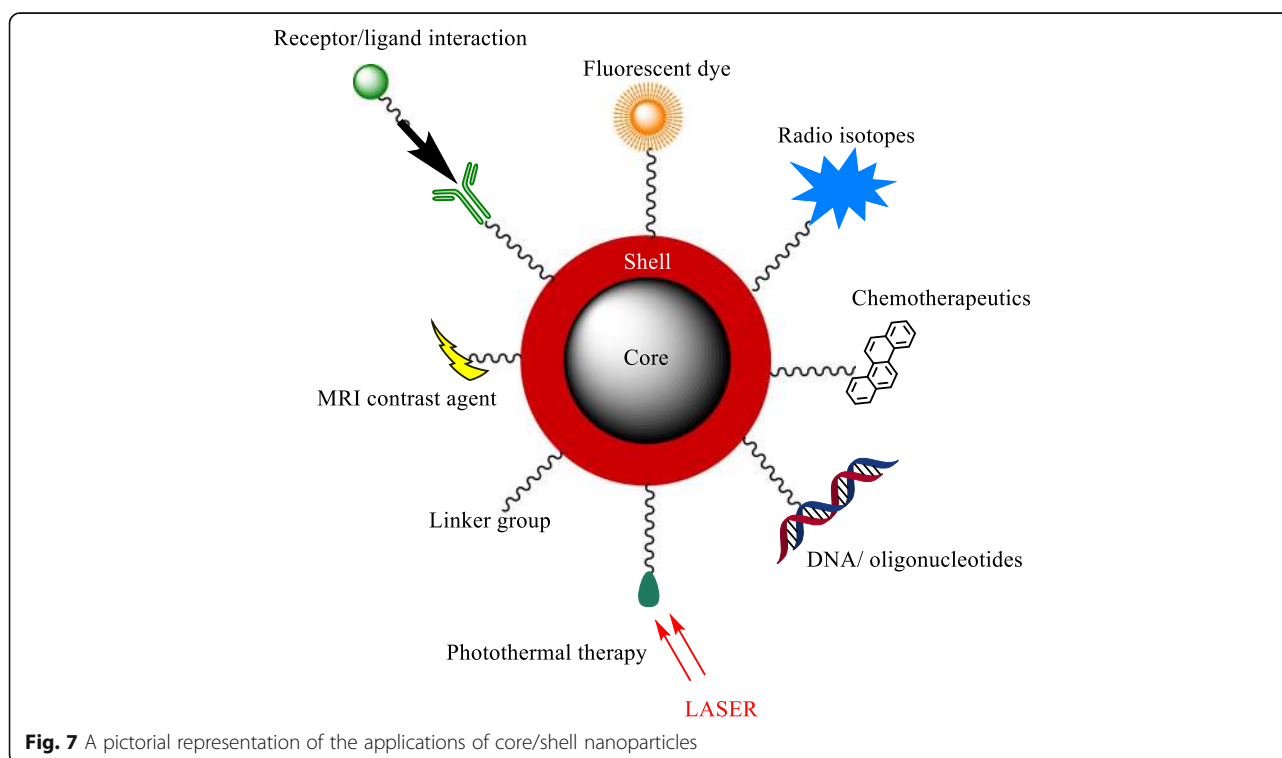 Receptor/ligand interaction
Fluorescent dye
Radio isotopes
Shell
Chemotherapeutics
Core
MRI contrast agent
Linker group
DNA/ oligonucleotides
Photothermal therapy
LASER
Fig. 7 A pictorial representation of the applications of core/shell nanoparticles